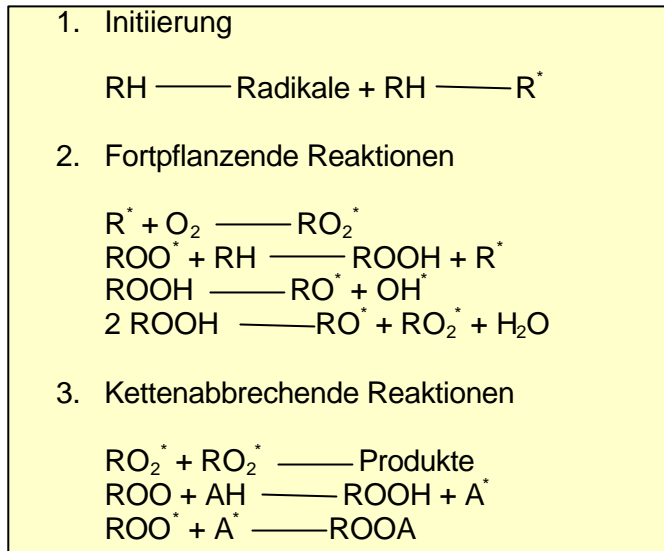 1. Initiierung
RH —— Radikale + RH —— R*
2. Fortpflanzende Reaktionen
R* + O₂ —— RO₂*
ROO* + RH —— ROOH + R*
ROOH —— RO* + OH*
2 ROOH —— RO* + RO₂* + H₂O
3. Kettenabbrechende Reaktionen
RO₂* + RO₂* —— Produkte
ROO + AH —— ROOH + A*
ROO* + A* —— ROOA